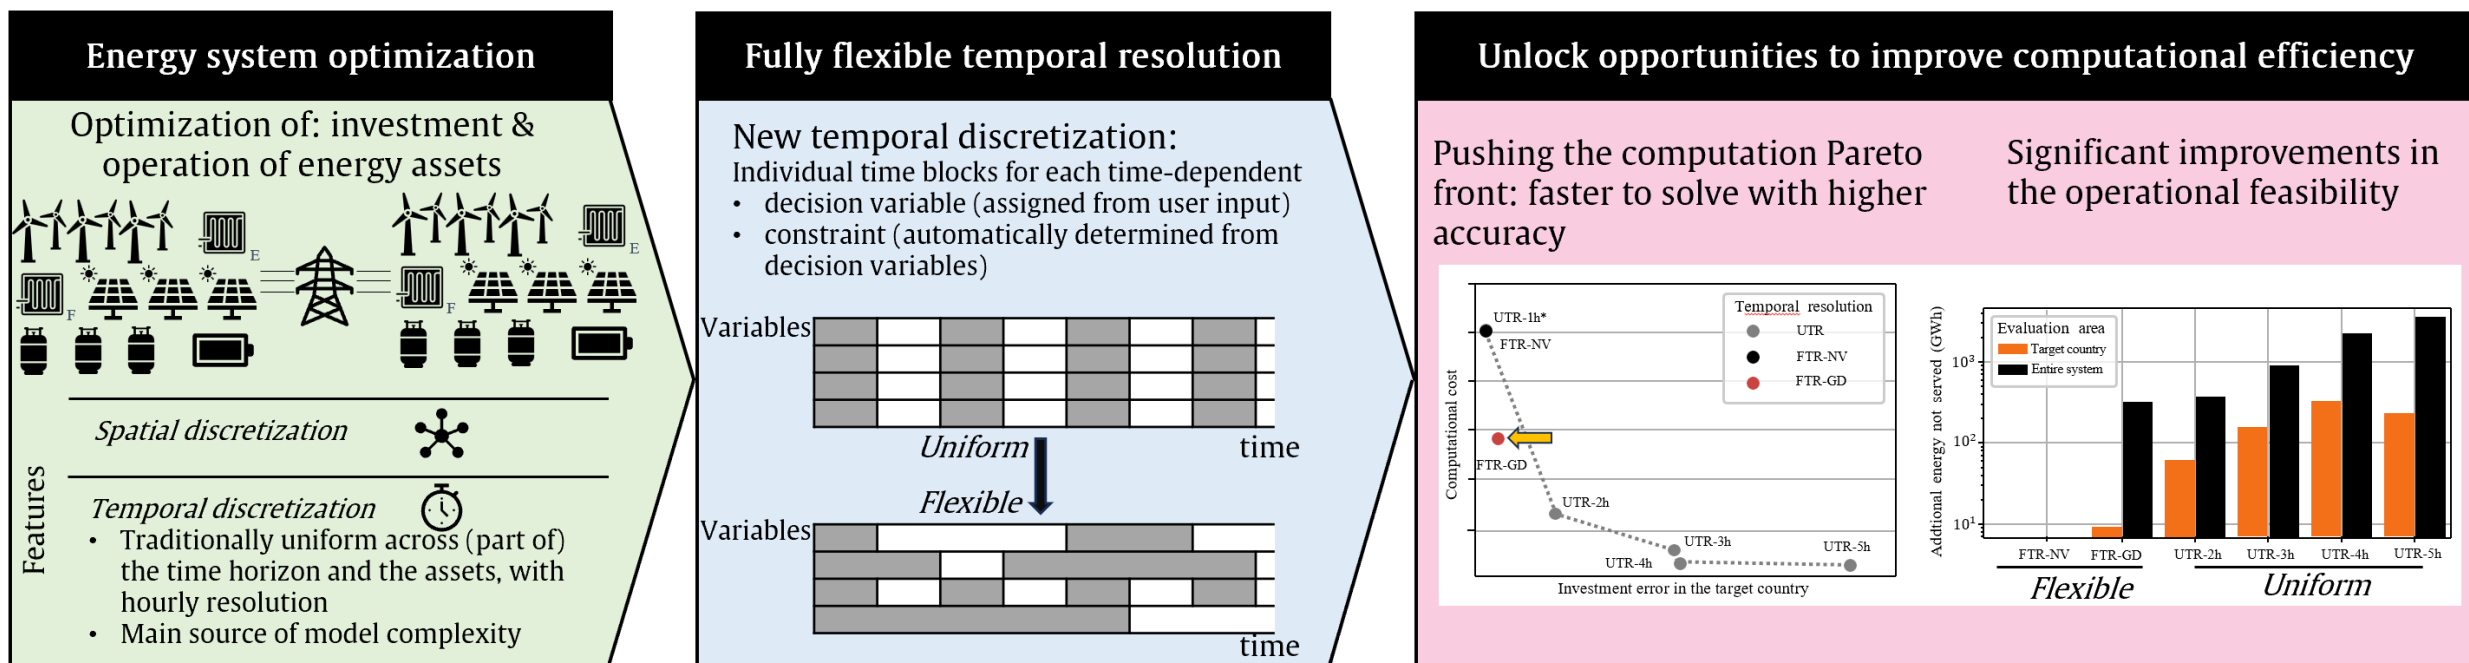 Energy system optimization
Optimization of: investment &
operation of energy assets
E
E
F
F
Features
Spatial discretization
Temporal discretization
• Traditionally uniform across (part of)
the time horizon and the assets, with
hourly resolution
• Main source of model complexity
Fully flexible temporal resolution
New temporal discretization:
Individual time blocks for each time-dependent
• decision variable (assigned from user input)
• constraint (automatically determined from
decision variables)
Variables
Uniform
time
Flexible
Variables
time
Unlock opportunities to improve computational efficiency
Pushing the computation Pareto
front: faster to solve with higher
accuracy
Computational cost
Temporal resolution
UTR
FTR-NV
FTR-GD
UTR-1h*
FTR-NV
FTR-GD
UTR-2h
UTR-3h
UTR-4h
UTR-5h
Investment error in the target country
Significant improvements in
the operational feasibility
Addtional energy not served (GWh)
Evaluation area
Target country
Entire system
10³
10²
10¹
FTR-NV FTR-GD UTR-2h UTR-3h UTR-4h UTR-5h
Flexible Uniform